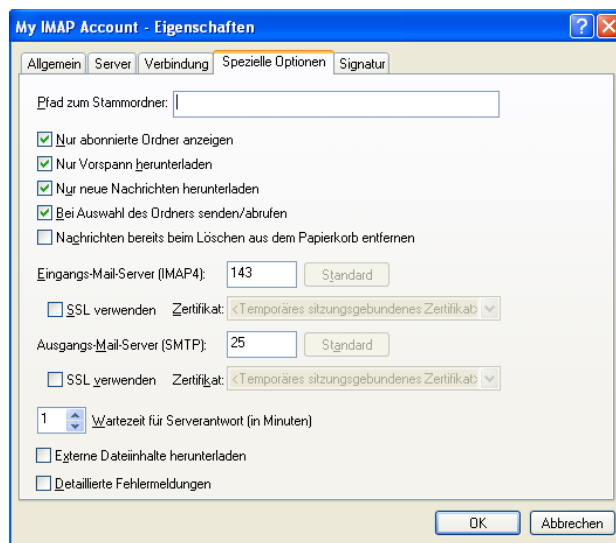 My IMAP Account - Eigenschaften
Allgemein Server Verbindung Spezielle Optionen Signatur
Pfad zum Stammordner:
Nur abonnierte Ordner anzeigen
Nur Vorspann herunterladen
Nur neue Nachrichten herunterladen
Bei Auswahl des Ordners senden/abrufen
Nachrichten bereits beim Löschen aus dem Papierkorb entfernen
Eingangs-Mail-Server (IMAP4): 143 Standard
SSL verwenden Zertifikat: <Temporäres sitzungsgebundenes Zertifikat>
Ausgangs-Mail-Server (SMTP): 25 Standard
SSL verwenden Zertifikat: <Temporäres sitzungsgebundenes Zertifikat>
1 Wartezeit für Serverantwort (in Minuten)
Externe Dateiinhalte herunterladen
Detaillierte Fehlermeldungen
OK Abbrechen